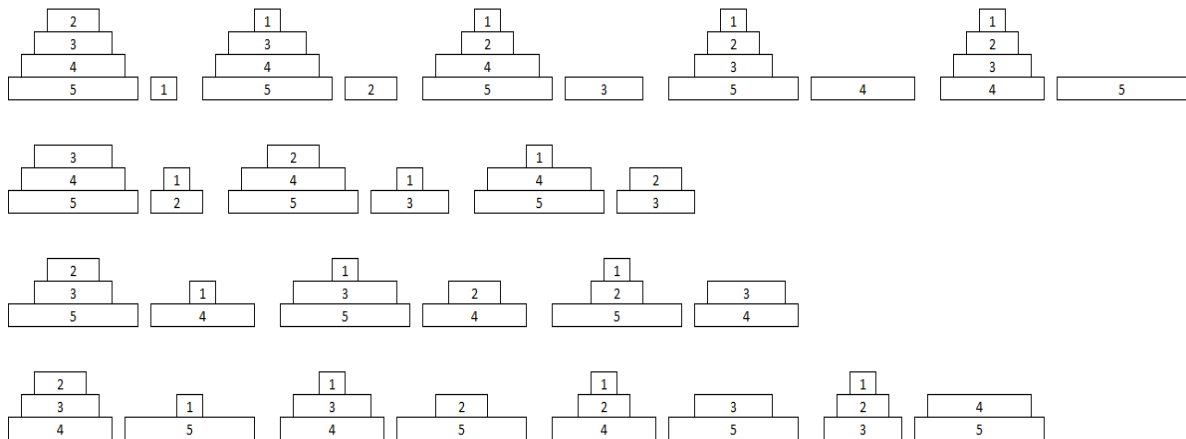 2 1 1 1 1
3 3 2 2 2
4 4 4 3 3
5 1 5 2 5 3 5 4 4 5
3 2 1
4 1 4 1 4 2
5 2 5 3 5 3
2 1 1
3 1 3 2 2 3
5 4 5 4 5 4
2 1 1 1
3 1 3 2 2 3 2 4
4 5 4 5 4 5 3 5